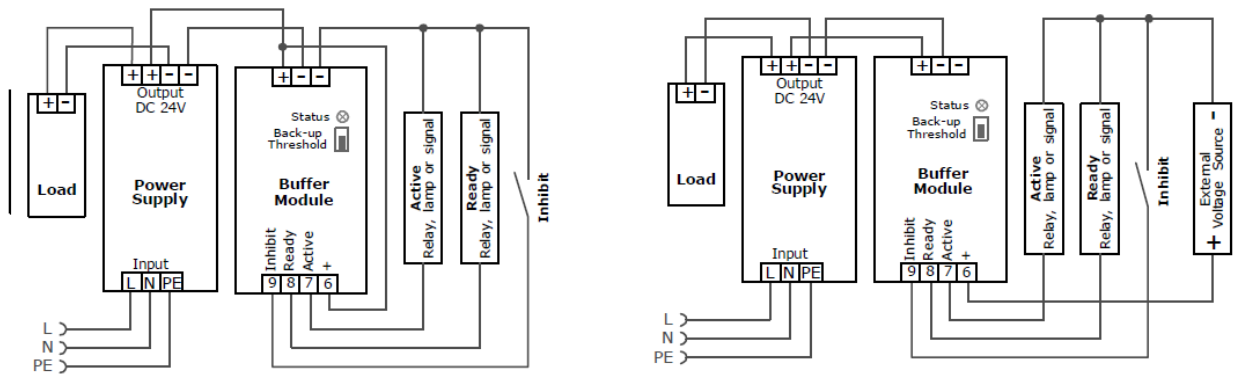 + + - -
Output
DC 24V
+ -
Load
Power
Supply
Input
L N PE
L
N
PE
+ - -
Status
Back-up
Threshold
Buffer
Module
Inhibit
Ready
Active
+
9 8 7 6
Active
Relay, lamp or signal
Ready
Relay, lamp or signal
Inhibit
+ + - -
Output
DC 24V
+ -
Load
Power
Supply
Input
L N PE
L
N
PE
+ - -
Status
Back-up
Threshold
Buffer
Module
Inhibit
Ready
Active
+
9 8 7 6
Active
Relay, lamp or signal
Ready
Relay, lamp or signal
Inhibit
External
+ Voltage Source -